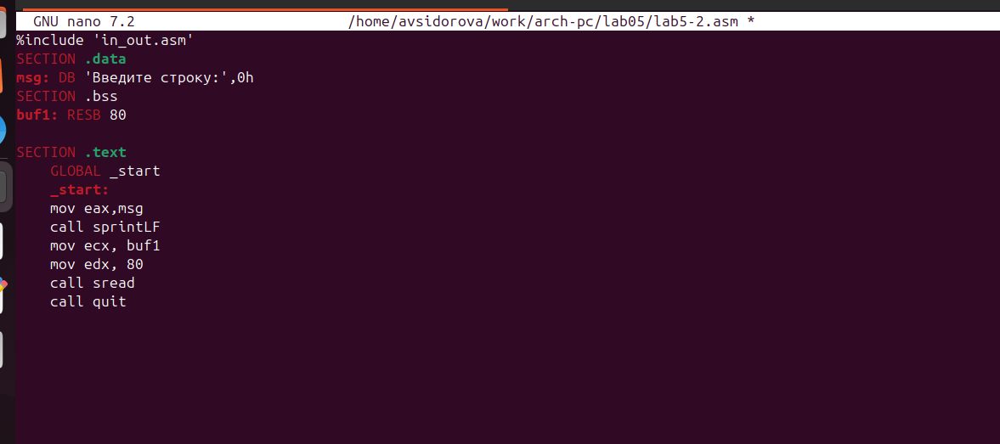 GNU nano 7.2 /home/avsidorova/work/arch-pc/lab05/lab5-2.asm *
%include 'in_out.asm'
SECTION .data
msg: DB 'Введите строку:',0h
SECTION .bss
buf1: RESB 80
SECTION .text
GLOBAL _start
_start:
mov eax,msg
call sprintLF
mov ecx, buf1
mov edx, 80
call sread
call quit